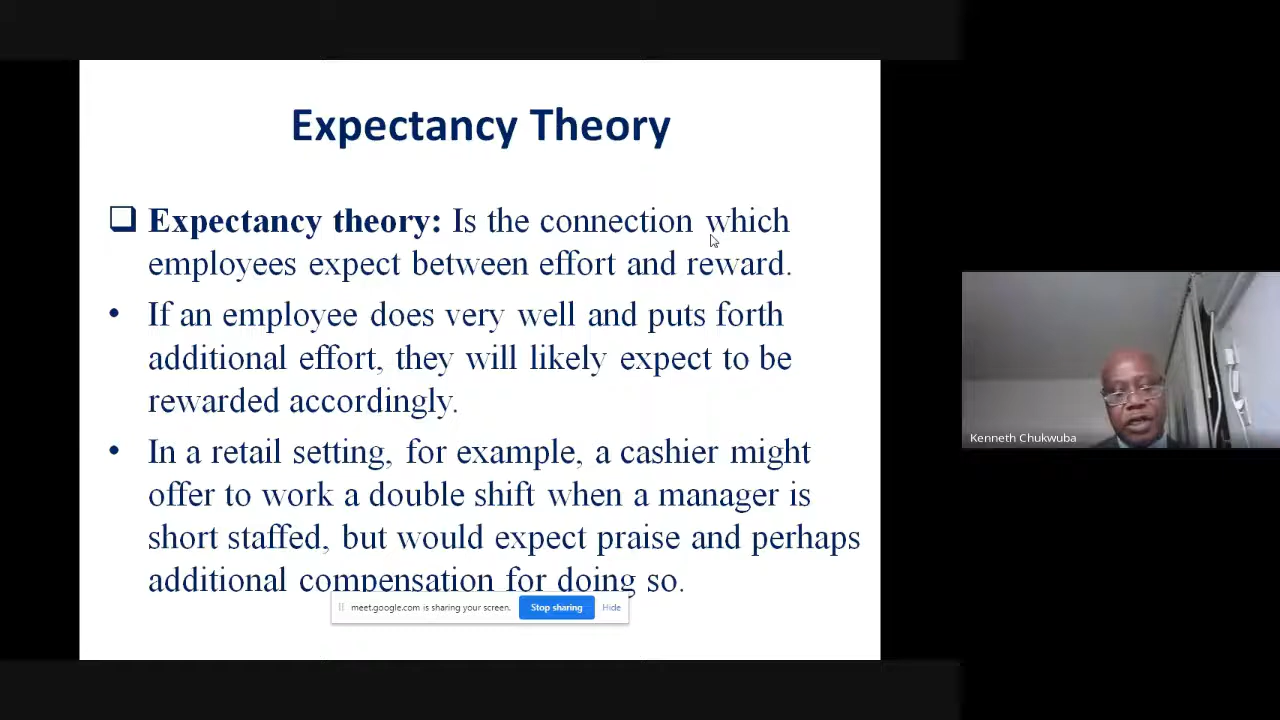 Expectancy Theory
❑ Expectancy theory: Is the connection which
employees expect between effort and reward.
• If an employee does very well and puts forth
additional effort, they will likely expect to be
rewarded accordingly.
• In a retail setting, for example, a cashier might
offer to work a double shift when a manager is
short staffed, but would expect praise and perhaps
additional compensation for doing so.
meet.google.com is sharing your screen. Stop sharing Hide
Kenneth Chukwuba